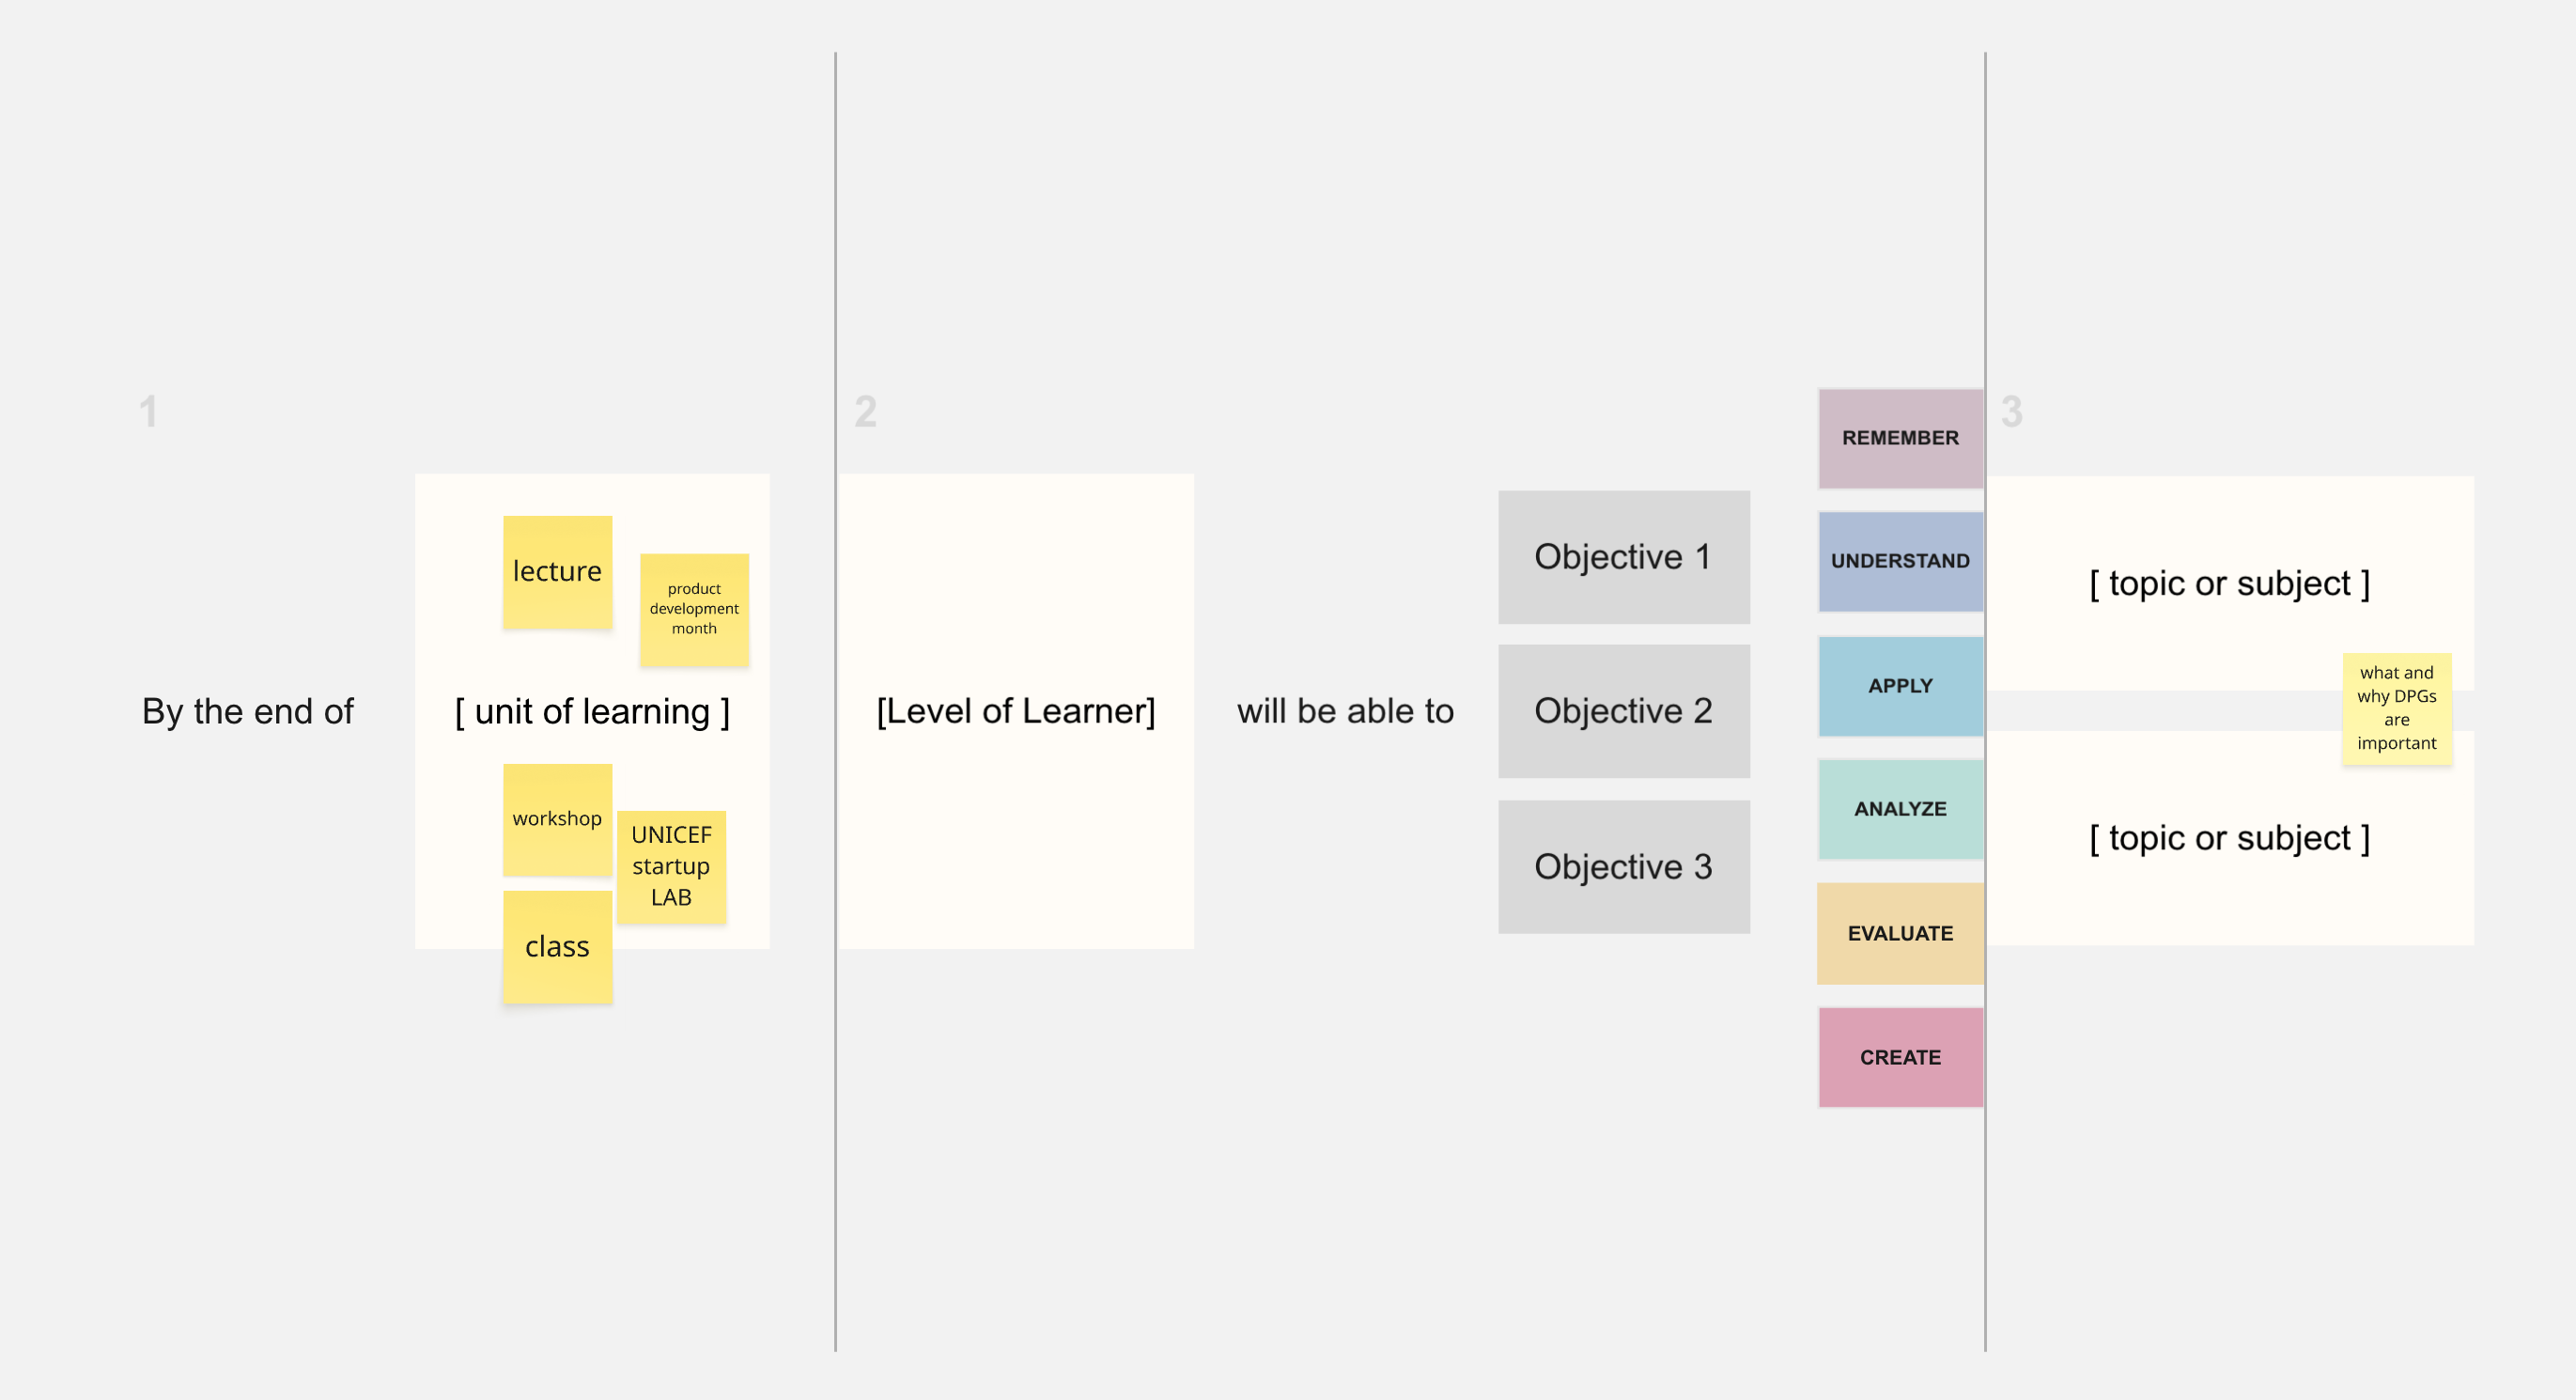 1
By the end of
lecture
product
development
month
[ unit of learning ]
workshop
UNICEF
startup
LAB
class
2
[Level of Learner]
will be able to
Objective 1
Objective 2
Objective 3
REMEMBER
UNDERSTAND
APPLY
ANALYZE
EVALUATE
CREATE
3
[ topic or subject ]
what and
why DPGs
are
important
[ topic or subject ]